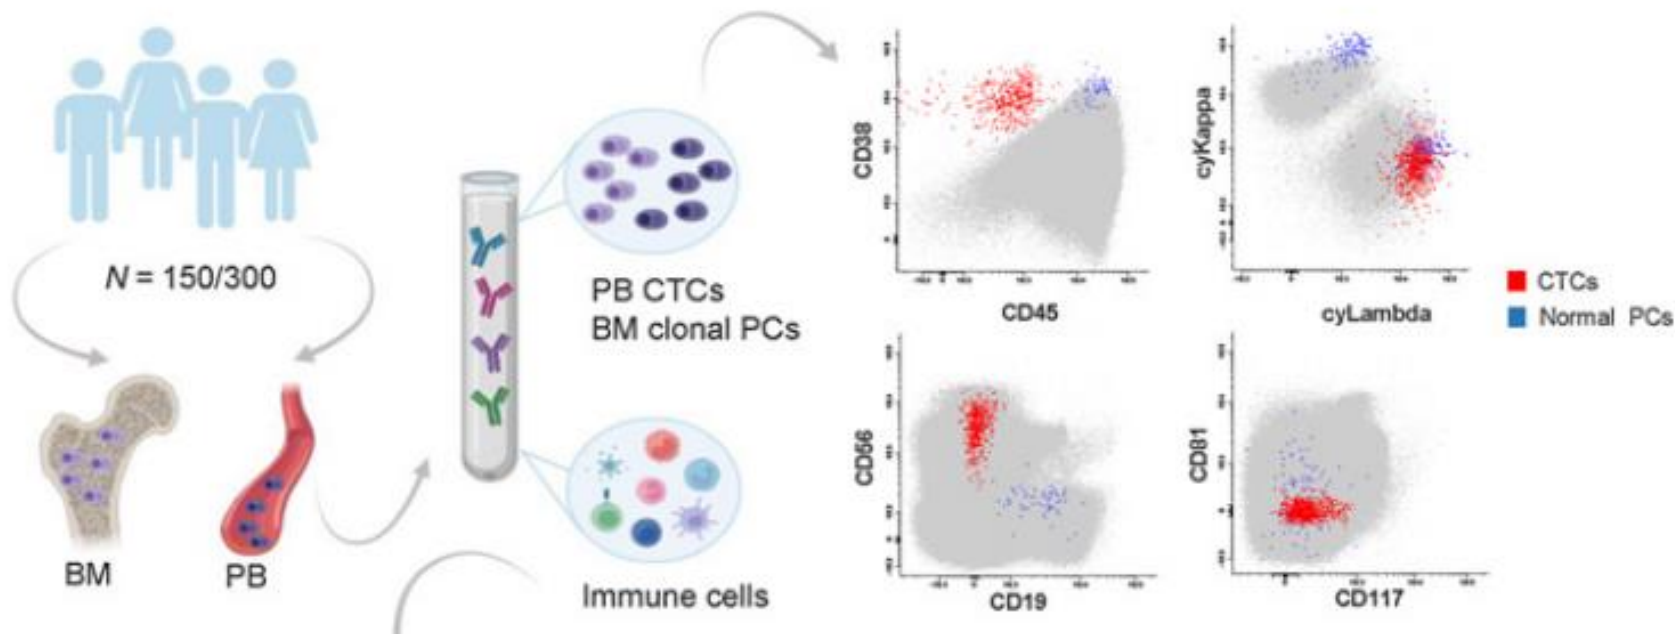 N = 150/300
BM
PB
PB CTCs
BM clonal PCs
Immune cells
CD38
CD45
cyKappa
cyLambda
CTCs
Normal PCs
CD56
CD19
CD81
CD117